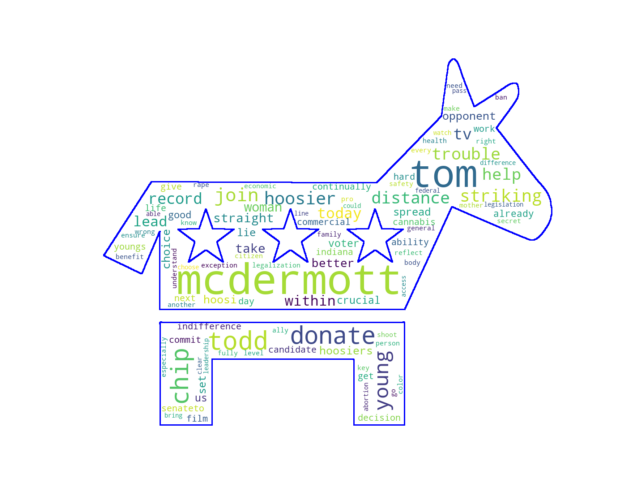 need
pass
ban
make
opponent
tv work
watch
health right
every trouble
difference
tom help
hard
safety
federal
striking
mother legislation
already
secret
give rape economic continually
record join hoosier distance
life woman pro
could
able good straight line today spread
lead know commercial cannabis
wrong
ensure
general
youngs choice lie family voter ability
take indiana reflect
benefit understand citizen better body
house exception legalization
mcdermott
access
next hoosi day within crucial
another
indifference
ally
donate
shoot
commit todd candidate hoosiers person
especially fully level
clear
leadership
chip
set
us
key
get
young
abortion
go
color
senateto
bring film
decision